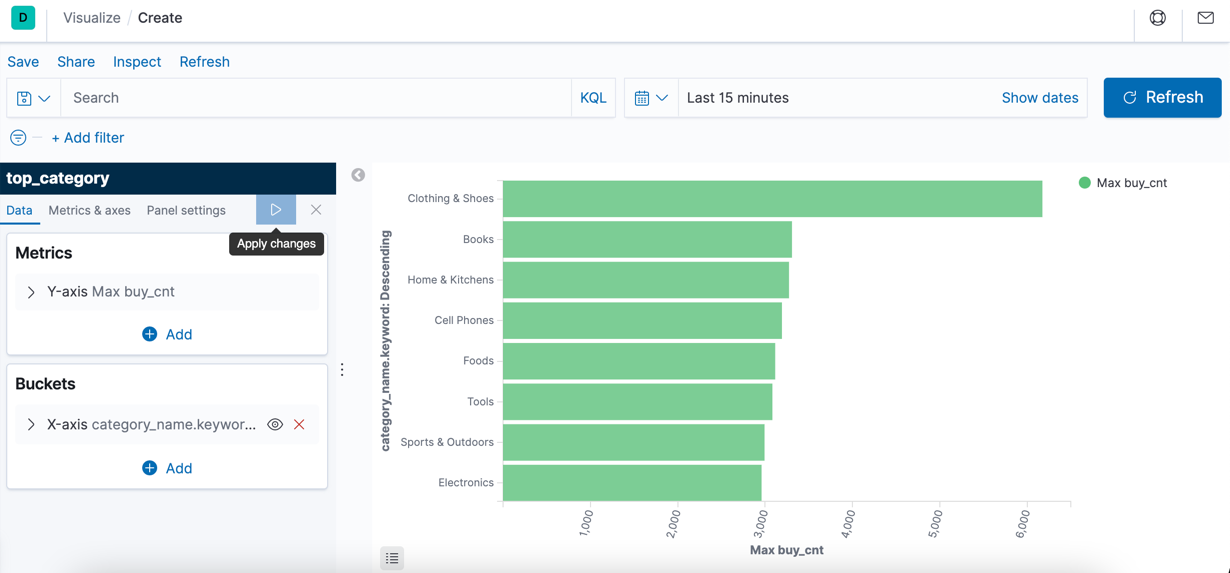 D Visualize / Create
Save Share Inspect Refresh
Search KQL Last 15 minutes Show dates Refresh
+ Add filter
top_category
Data Metrics & axes Panel settings
Apply changes
Metrics
Y-axis Max buy_cnt
Add
Buckets
X-axis category_name.keywor...
Add
category_name.keyword: Descending
Clothing & Shoes
Books
Home & Kitchens
Cell Phones
Foods
Tools
Sports & Outdoors
Electronics
1,000 2,000 3,000 4,000 5,000 6,000
Max buy_cnt
Max buy_cnt